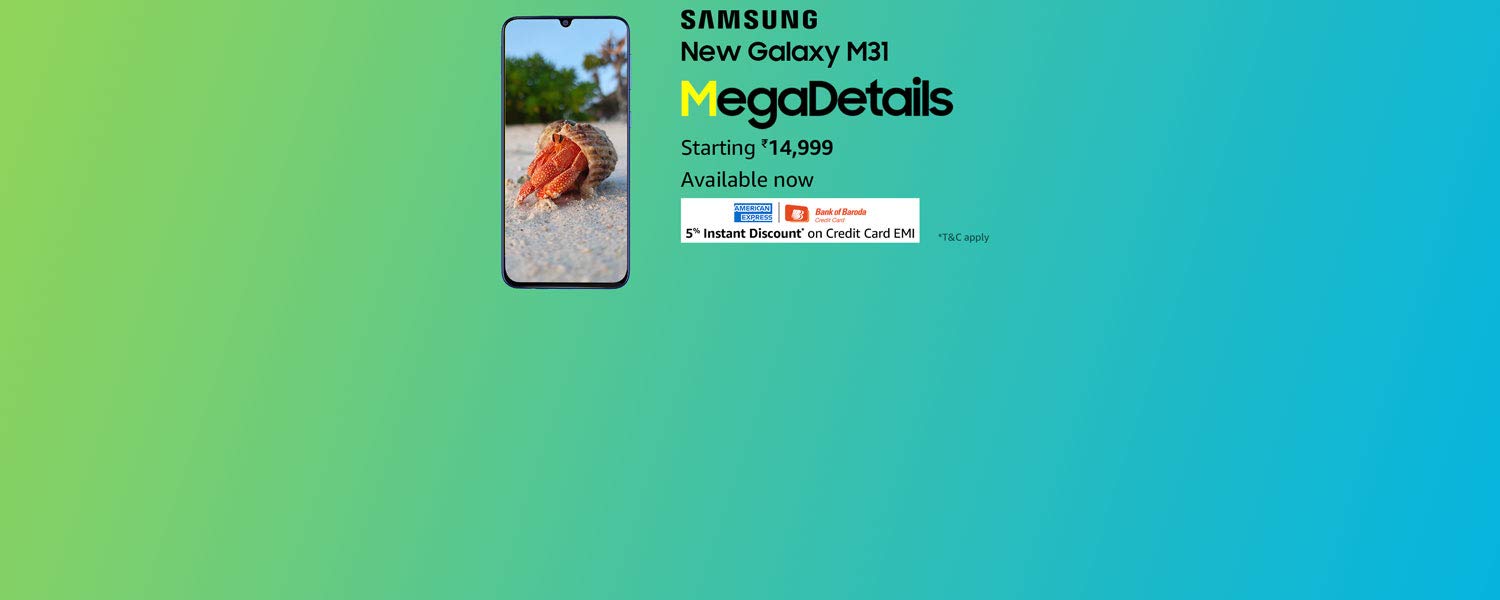 SAMSUNG
New Galaxy M31
MegaDetails
Starting ₹14,999
Available now
AMERICAN EXPRESS
Bank of Baroda
Credit Card
5% Instant Discount* on Credit Card EMI
*T&C apply